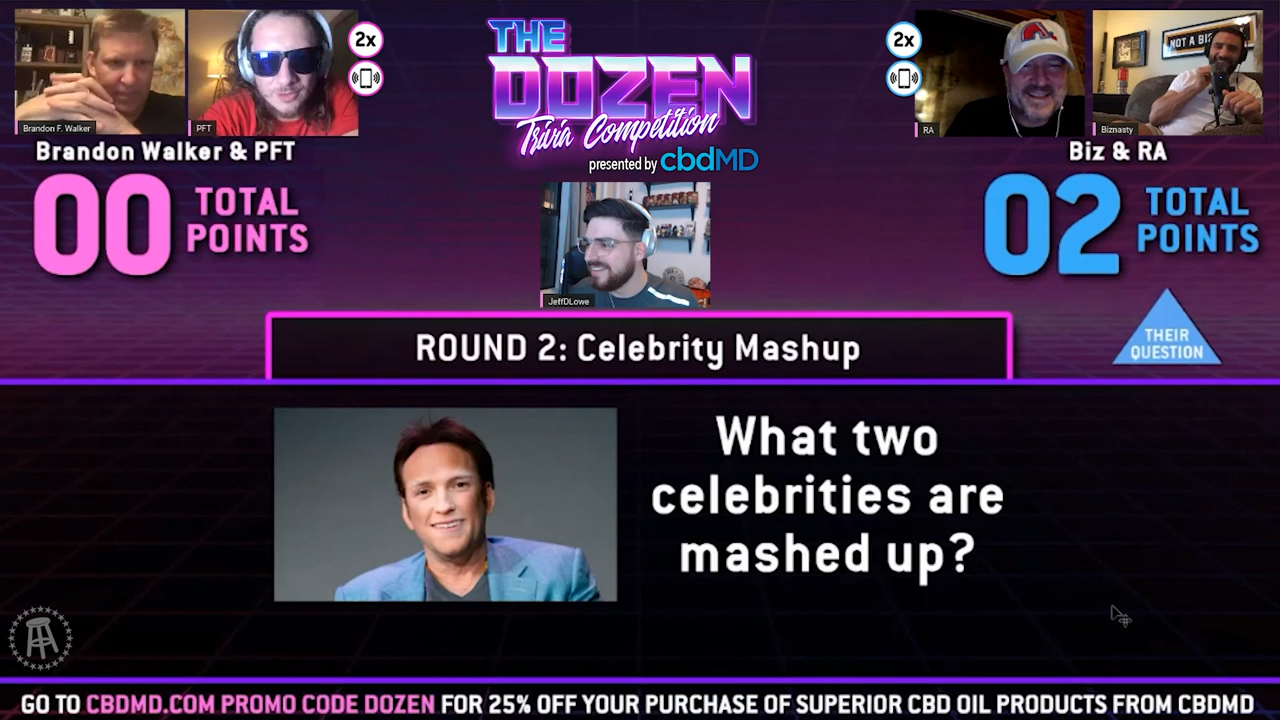 2x
THE
DOZEN
Trivia Competition
presented by cbdMD
2x
NOT A
Brandon F. Walker
PFT
RA
Biznasty
Brandon Walker & PFT
Biz & RA
00 TOTAL
POINTS
02 TOTAL
POINTS
JeffDLowe
THEIR
QUESTION
ROUND 2: Celebrity Mashup
What two
celebrities are
mashed up?
GO TO CBDMD.COM PROMO CODE DOZEN FOR 25% OFF YOUR PURCHASE OF SUPERIOR CBD OIL PRODUCTS FROM CBDMD